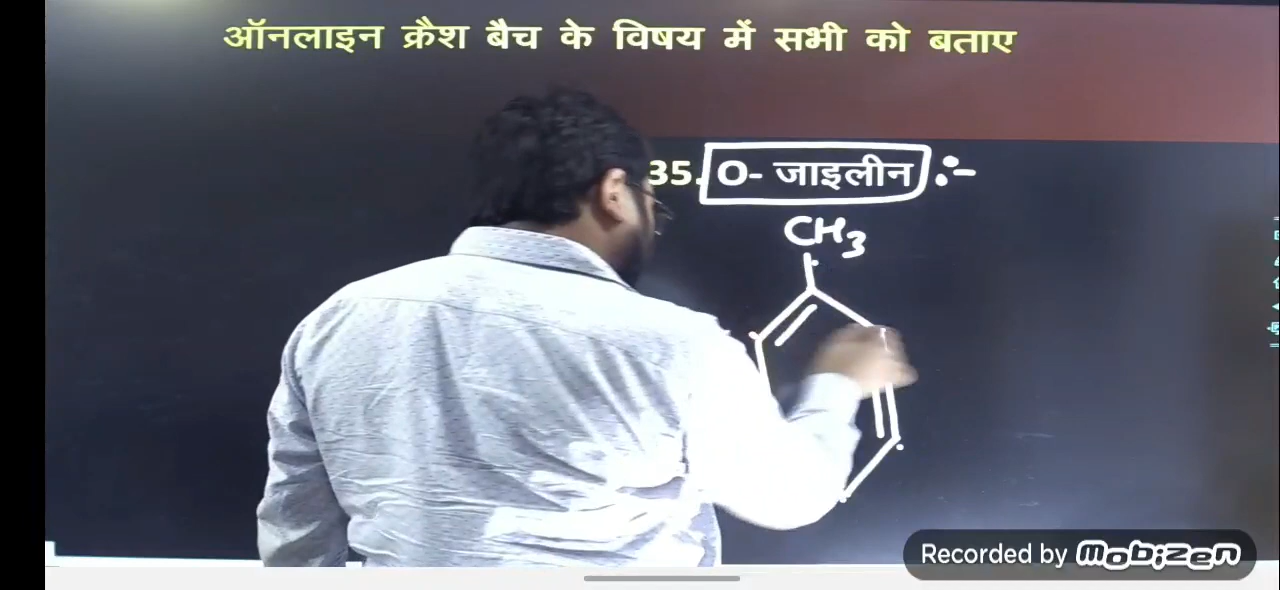 ऑनलाइन क्रैश बैच के विषय में सभी को बताए
35. O- जाइलीन :-
CH3
Recorded by mobizen